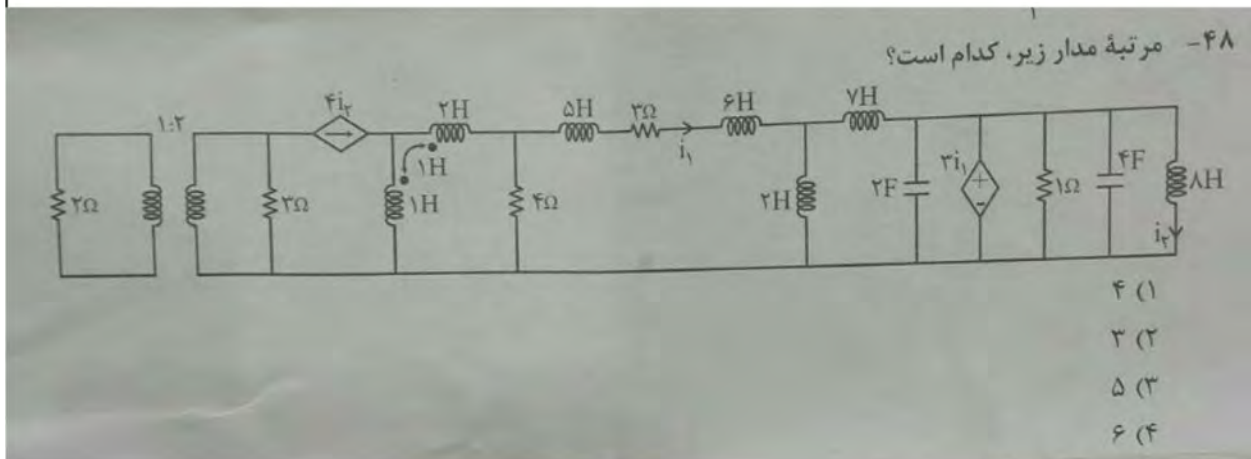 ۴۸- مرتبهٔ مدار زیر، کدام است؟
۱:۲ ۴i۲ ۲H ۵H ۳Ω ۶H ۷H
۱H i۱
۲Ω ۳Ω ۱H ۴Ω ۲H ۲F ۳i۱ ۱Ω ۴F ۸H
+
-
i۲
۱) ۴
۲) ۳
۳) ۵
۴) ۶